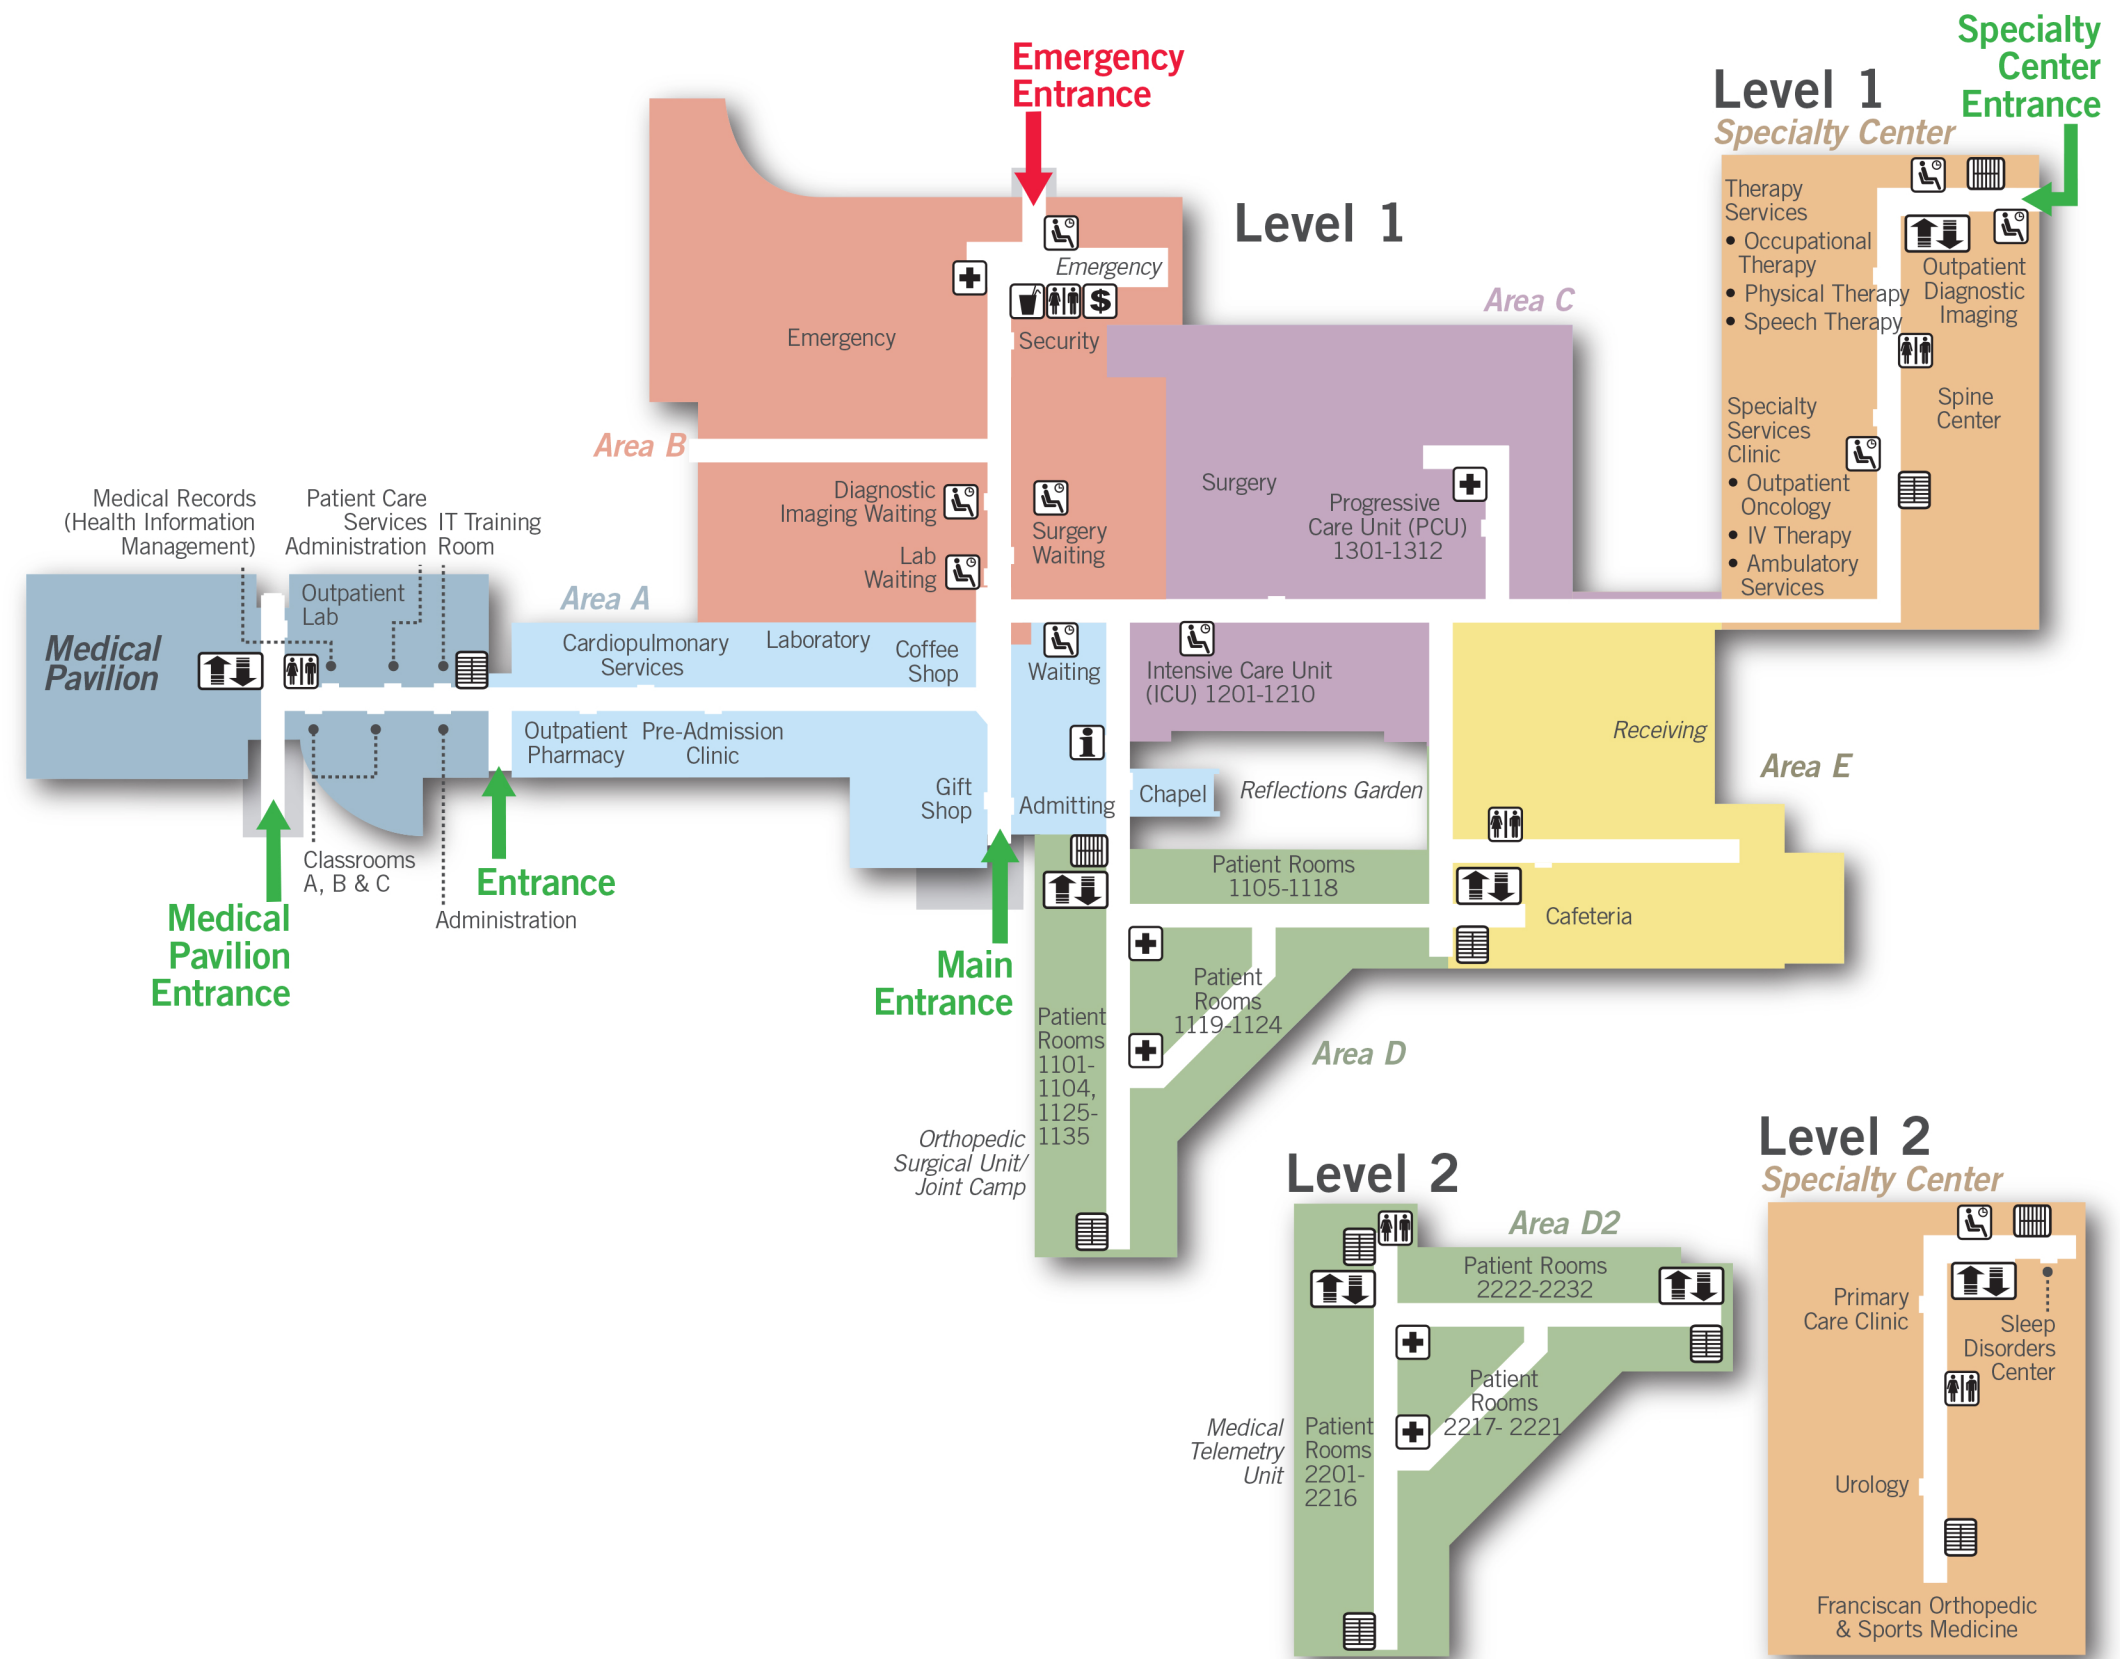 Emergency
Entrance
Level 1
Specialty
Center
Entrance
Level 1
Specialty Center
Therapy
Services
• Occupational
Therapy
• Physical Therapy
• Speech Therapy
Outpatient
Diagnostic
Imaging
Spine
Center
Specialty
Services
Clinic
• Outpatient
Oncology
• IV Therapy
• Ambulatory
Services
Emergency
$
Emergency
Security
Area B
Area C
Diagnostic
Imaging Waiting
Lab
Waiting
Surgery
Waiting
Surgery
Progressive
Care Unit (PCU)
1301-1312
Medical Records
(Health Information
Management)
Patient Care
Services
Administration
IT Training
Room
Outpatient
Lab
Medical
Pavilion
Area A
Cardiopulmonary
Services
Laboratory
Coffee
Shop
Outpatient
Pharmacy
Pre-Admission
Clinic
Gift
Shop
Waiting
i
Admitting
Intensive Care Unit
(ICU) 1201-1210
Chapel
Reflections Garden
Receiving
Area E
Cafeteria
Classrooms
A, B & C
Administration
Medical
Pavilion
Entrance
Entrance
Main
Entrance
Patient Rooms
1105-1118
Patient
Rooms
1119-1124
Patient
Rooms
1101-
1104,
1125-
1135
Orthopedic
Surgical Unit/
Joint Camp
Area D
Level 2
Area D2
Patient Rooms
2222-2232
Patient
Rooms
2217- 2221
Patient
Rooms
2201-
2216
Medical
Telemetry
Unit
Level 2
Specialty Center
Primary
Care Clinic
Sleep
Disorders
Center
Urology
Franciscan Orthopedic
& Sports Medicine